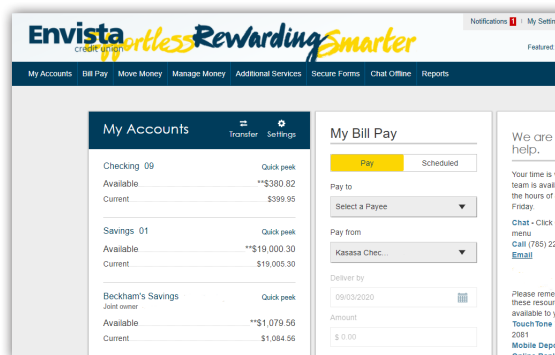 Envista
credit union
Effortless Rewarding Smarter
Notifications 1 | My Settin
Featured
My Accounts Bill Pay Move Money Manage Money Additional Services Secure Forms Chat Offline Reports
My Accounts
Transfer Settings
Checking 09 Quick peek
Available **$380.82
Current $399.95
Savings 01 Quick peek
Available **$19,000.30
Current $19,005.30
Beckham's Savings Quick peek
Joint owner
Available **$1,079.56
Current $1,084.56
My Bill Pay
Pay Scheduled
Pay to
Select a Payee
Pay from
Kasasa Chec...
Deliver by
09/03/2020
Amount
$ 0.00
We are
help.
Your time is
team is avail
the hours of
Friday.
Chat - Click
menu
Call (785) 22
Email
Please reme
these resour
available to y
TouchTone
2081
Mobile Depo